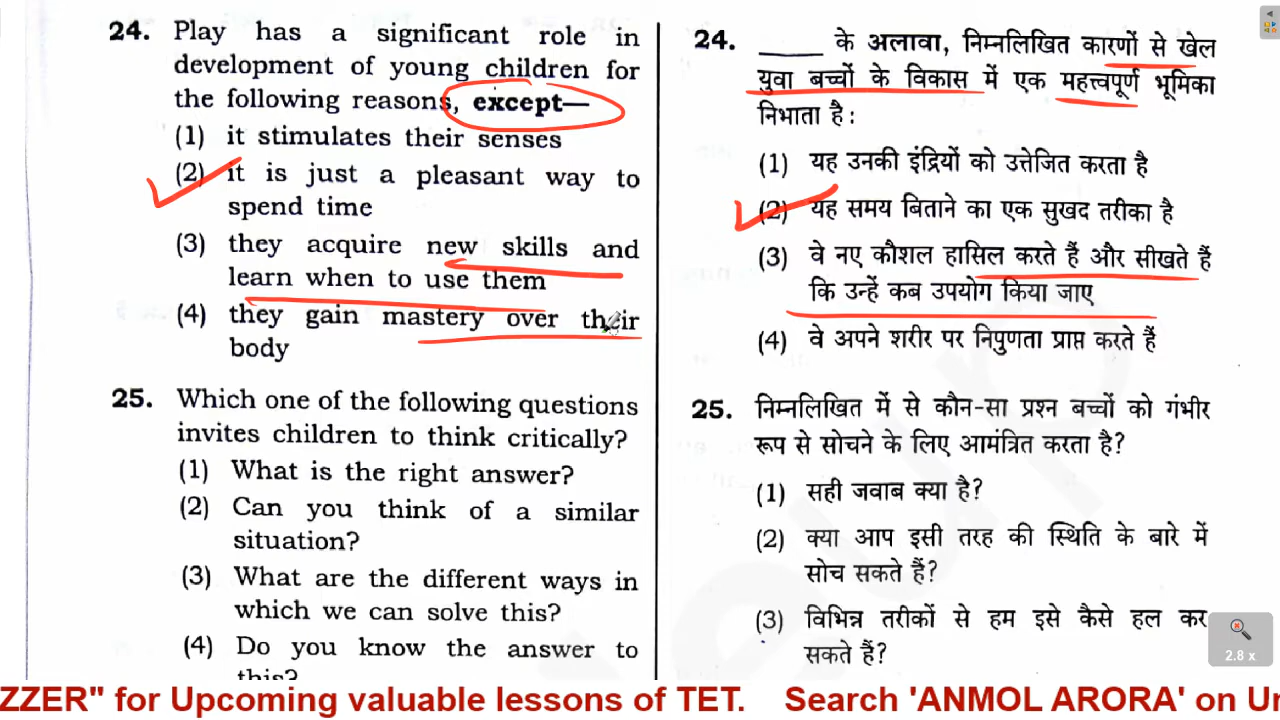 24. Play has a significant role in
development of young children for
the following reasons, except—
(1) it stimulates their senses
(2) it is just a pleasant way to
spend time
(3) they acquire new skills and
learn when to use them
(4) they gain mastery over their
body
25. Which one of the following questions
invites children to think critically?
(1) What is the right answer?
(2) Can you think of a similar
situation?
(3) What are the different ways in
which we can solve this?
(4) Do you know the answer to
this?
24. _____ के अलावा, निम्नलिखित कारणों से खेल
युवा बच्चों के विकास में एक महत्त्वपूर्ण भूमिका
निभाता है :
(1) यह उनकी इंद्रियों को उत्तेजित करता है
(2) यह समय बिताने का एक सुखद तरीका है
(3) वे नए कौशल हासिल करते हैं और सीखते हैं
कि उन्हें कब उपयोग किया जाए
(4) वे अपने शरीर पर निपुणता प्राप्त करते हैं
25. निम्नलिखित में से कौन-सा प्रश्न बच्चों को गंभीर
रूप से सोचने के लिए आमंत्रित करता है?
(1) सही जवाब क्या है?
(2) क्या आप इसी तरह की स्थिति के बारे में
सोच सकते हैं?
(3) विभिन्न तरीकों से हम इसे कैसे हल कर
सकते हैं?
2.8 x
ZZER" for Upcoming valuable lessons of TET. Search 'ANMOL ARORA' on